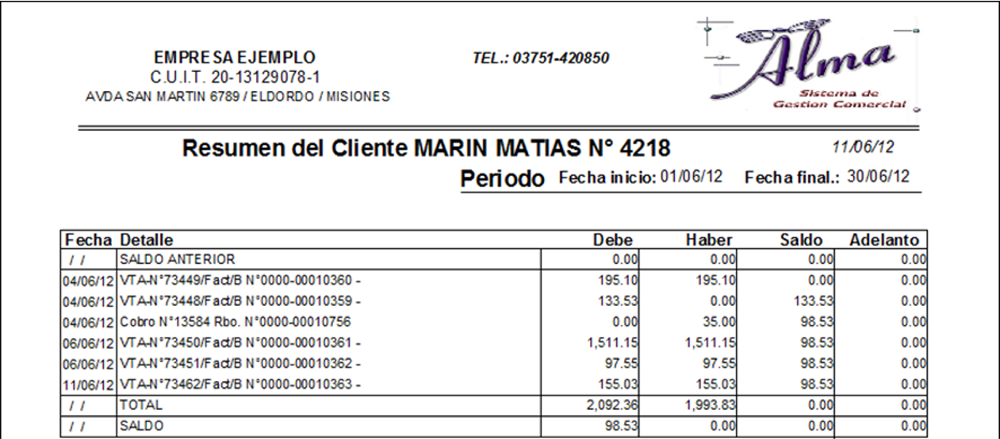 EMPRESA EJEMPLO
C.U.I.T. 20-13129078-1
AVDA SAN MARTIN 6789 / ELDORDO / MISIONES
TEL.: 03751-420850
Alma
Sistema de
Gestion Comercial
Resumen del Cliente MARIN MATIAS N° 4218 11/06/12
Periodo Fecha inicio: 01/06/12 Fecha final.: 30/06/12
Fecha Detalle Debe Haber Saldo Adelanto
/ / SALDO ANTERIOR 0.00 0.00 0.00 0.00
04/06/12 VTA-N°73449/Fact/B N°0000-00010360 - 195.10 195.10 0.00 0.00
04/06/12 VTA-N°73448/Fact/B N°0000-00010359 - 133.53 0.00 133.53 0.00
04/06/12 Cobro N°13584 Rbo. N°0000-00010756 0.00 35.00 98.53 0.00
06/06/12 VTA-N°73450/Fact/B N°0000-00010361 - 1,511.15 1,511.15 98.53 0.00
06/06/12 VTA-N°73451/Fact/B N°0000-00010362 - 97.55 97.55 98.53 0.00
11/06/12 VTA-N°73462/Fact/B N°0000-00010363 - 155.03 155.03 98.53 0.00
/ / TOTAL 2,092.36 1,993.83 0.00 0.00
/ / SALDO 98.53 0.00 0.00 0.00